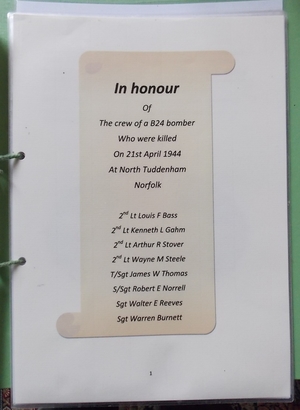 In honour
Of
The crew of a B24 bomber
Who were killed
On 21st April 1944
At North Tuddenham
Norfolk
2nd Lt Louis F Bass
2nd Lt Kenneth L Gahm
2nd Lt Arthur R Stover
2nd Lt Wayne M Steele
T/Sgt James W Thomas
S/Sgt Robert E Norrell
Sgt Walter E Reeves
Sgt Warren Burnett
1